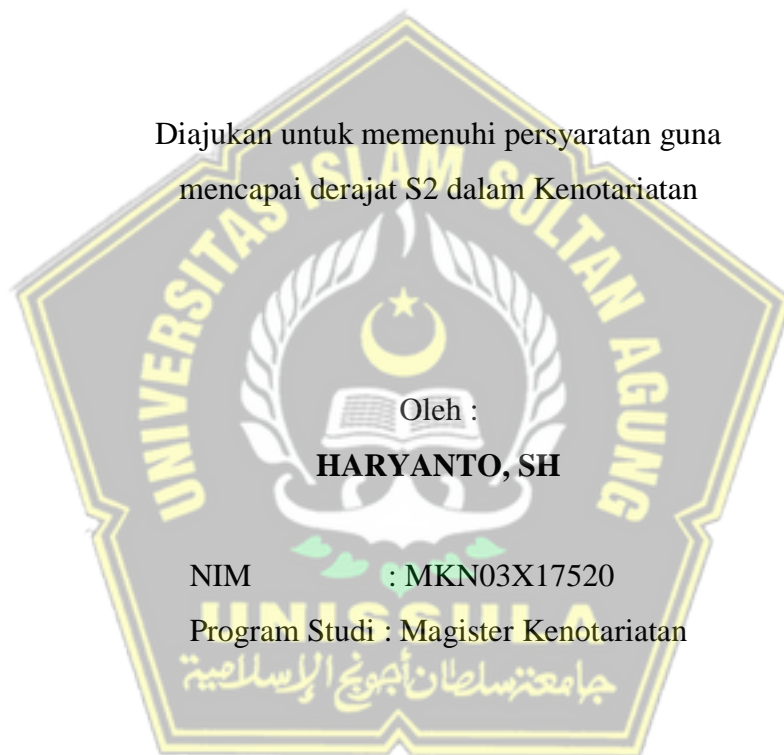 Diajukan untuk memenuhi persyaratan guna
mencapai derajat S2 dalam Kenotariatan
UNIVERSITAS ISLAM SULTAN AGUNG
Oleh :
HARYANTO, SH
NIM : MKN03X17520
Program Studi : Magister Kenotariatan
UNISSULA
جامعة سلطان أجونج الإسلامية